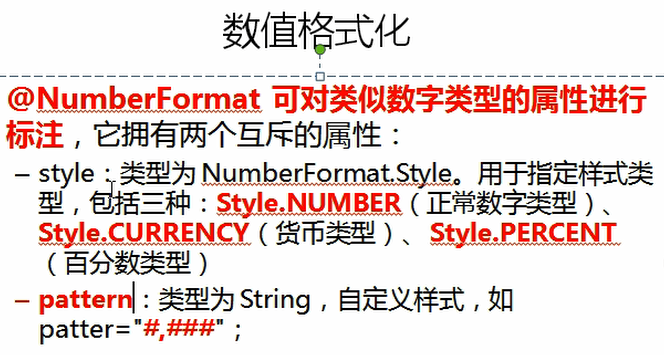 数值格式化
@NumberFormat 可对类似数字类型的属性进行
标注，它拥有两个互斥的属性：
– style：类型为 NumberFormat.Style。用于指定样式类
型，包括三种：Style.NUMBER（正常数字类型）、
Style.CURRENCY（货币类型）、 Style.PERCENT
（百分数类型）
– pattern：类型为 String，自定义样式，如
patter="#,###"；